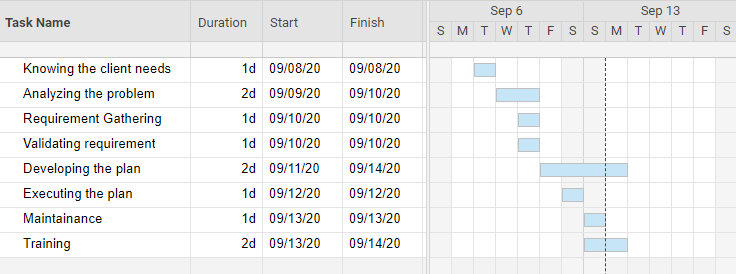 Sep 6 Sep 13
Task Name Duration Start Finish
S M T W T F S S M T W T F S
Knowing the client needs 1d 09/08/20 09/08/20
Analyzing the problem 2d 09/09/20 09/10/20
Requirement Gathering 1d 09/10/20 09/10/20
Validating requirement 1d 09/10/20 09/10/20
Developing the plan 2d 09/11/20 09/14/20
Executing the plan 1d 09/12/20 09/12/20
Maintainance 1d 09/13/20 09/13/20
Training 2d 09/13/20 09/14/20